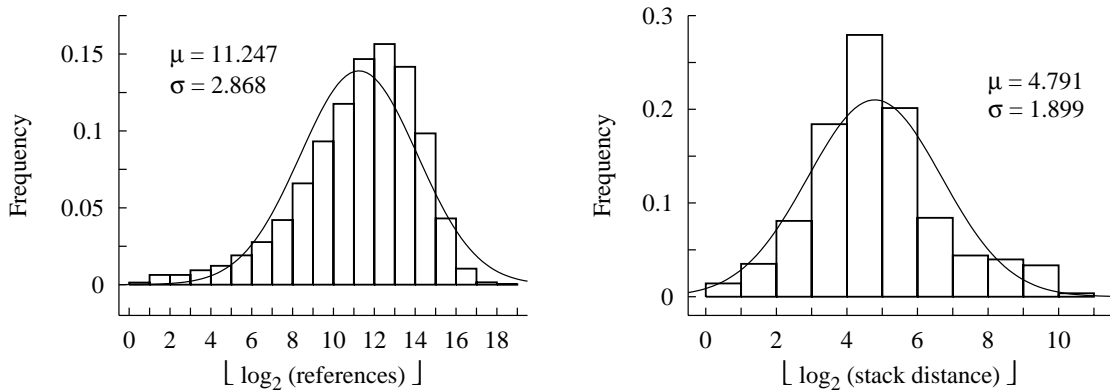 0.15
0.1
0.05
0
Frequency
μ = 11.247
σ = 2.868
0 2 4 6 8 10 12 14 16 18
⌊ log₂ (references) ⌋
0.3
0.2
0.1
0
Frequency
μ = 4.791
σ = 1.899
0 2 4 6 8 10
⌊ log₂ (stack distance) ⌋